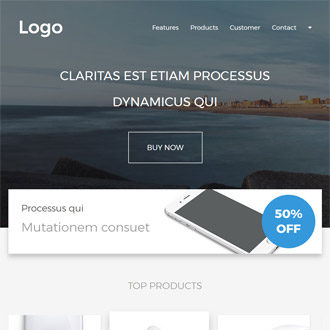 Logo
Features Products Customer Contact
CLARITAS EST ETIAM PROCESSUS
DYNAMICUS QUI
BUY NOW
Processus qui
Mutationem consuet
50%
OFF
TOP PRODUCTS